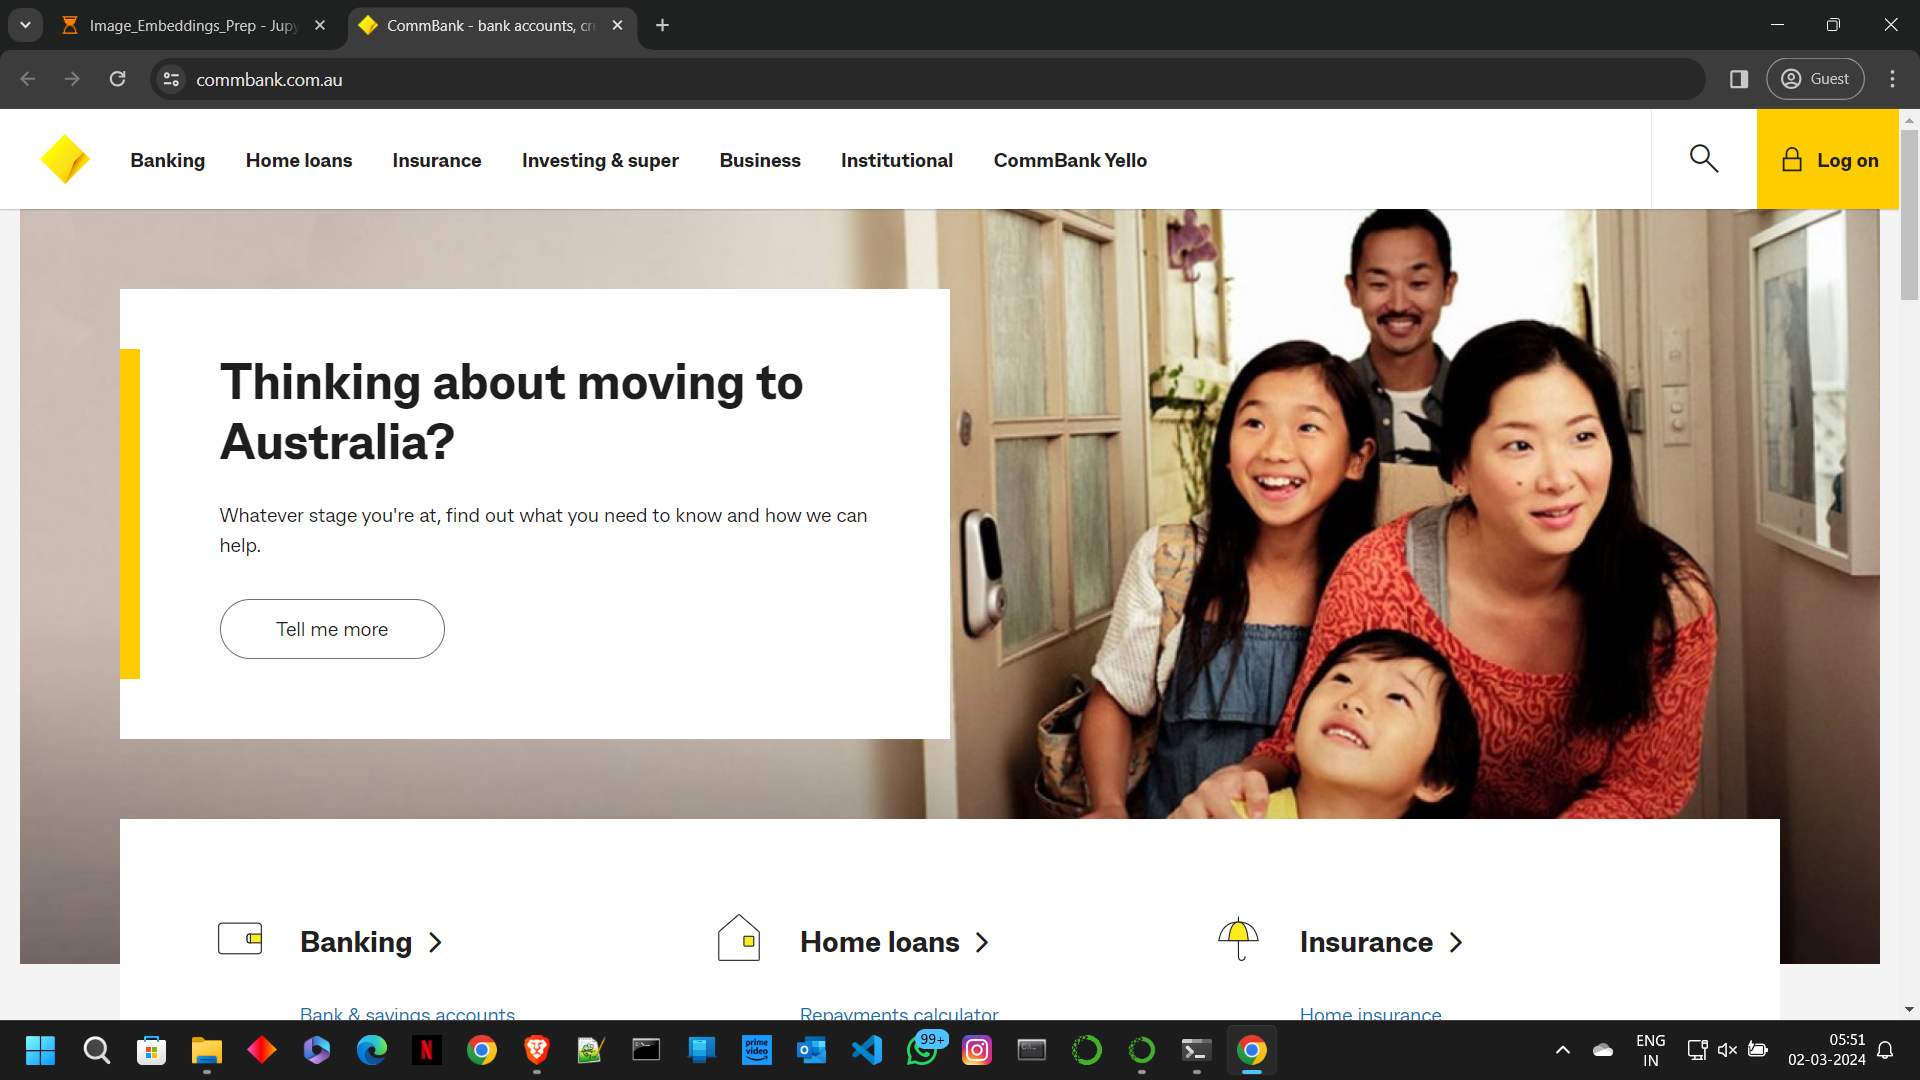 Image_Embeddings_Prep - Jupy
CommBank - bank accounts, cre
commbank.com.au
Guest
Banking
Home loans
Insurance
Investing & super
Business
Institutional
CommBank Yello
Log on
Thinking about moving to
Australia?
Whatever stage you're at, find out what you need to know and how we can
help.
Tell me more
Banking
Home loans
Insurance
Bank & savings accounts
Repayments calculator
Home insurance
N
prime
video
99+
ENG
IN
05:51
02-03-2024